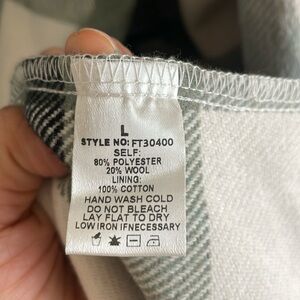 L
STYLE NO: FT30400
SELF:
80% POLYESTER
20% WOOL
LINING:
100% COTTON
HAND WASH COLD
DO NOT BLEACH
LAY FLAT TO DRY
LOW IRON IFNECESSARY